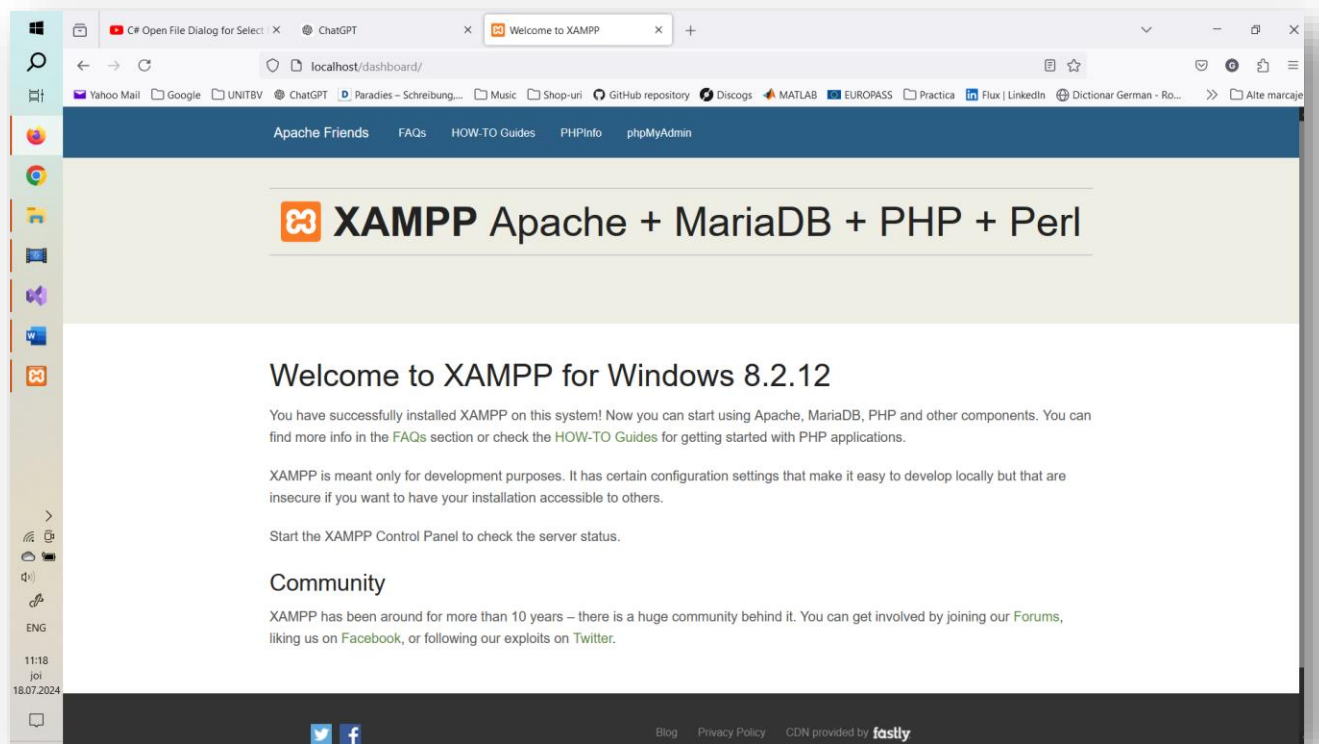 C# Open File Dialog for Select
ChatGPT
Welcome to XAMPP
localhost/dashboard/
Yahoo Mail Google UNITBV ChatGPT Paradies – Schreibung,... Music Shop-uri GitHub repository Discogs MATLAB EUROPASS Practica Flux | LinkedIn Dictionar German - Ro... Alte marcaje
Apache Friends FAQs HOW-TO Guides PHPInfo phpMyAdmin
XAMPP Apache + MariaDB + PHP + Perl
Welcome to XAMPP for Windows 8.2.12
You have successfully installed XAMPP on this system! Now you can start using Apache, MariaDB, PHP and other components. You can
find more info in the FAQs section or check the HOW-TO Guides for getting started with PHP applications.
XAMPP is meant only for development purposes. It has certain configuration settings that make it easy to develop locally but that are
insecure if you want to have your installation accessible to others.
Start the XAMPP Control Panel to check the server status.
Community
XAMPP has been around for more than 10 years – there is a huge community behind it. You can get involved by joining our Forums,
liking us on Facebook, or following our exploits on Twitter.
Blog Privacy Policy CDN provided by fastly
ENG
11:18
joi
18.07.2024